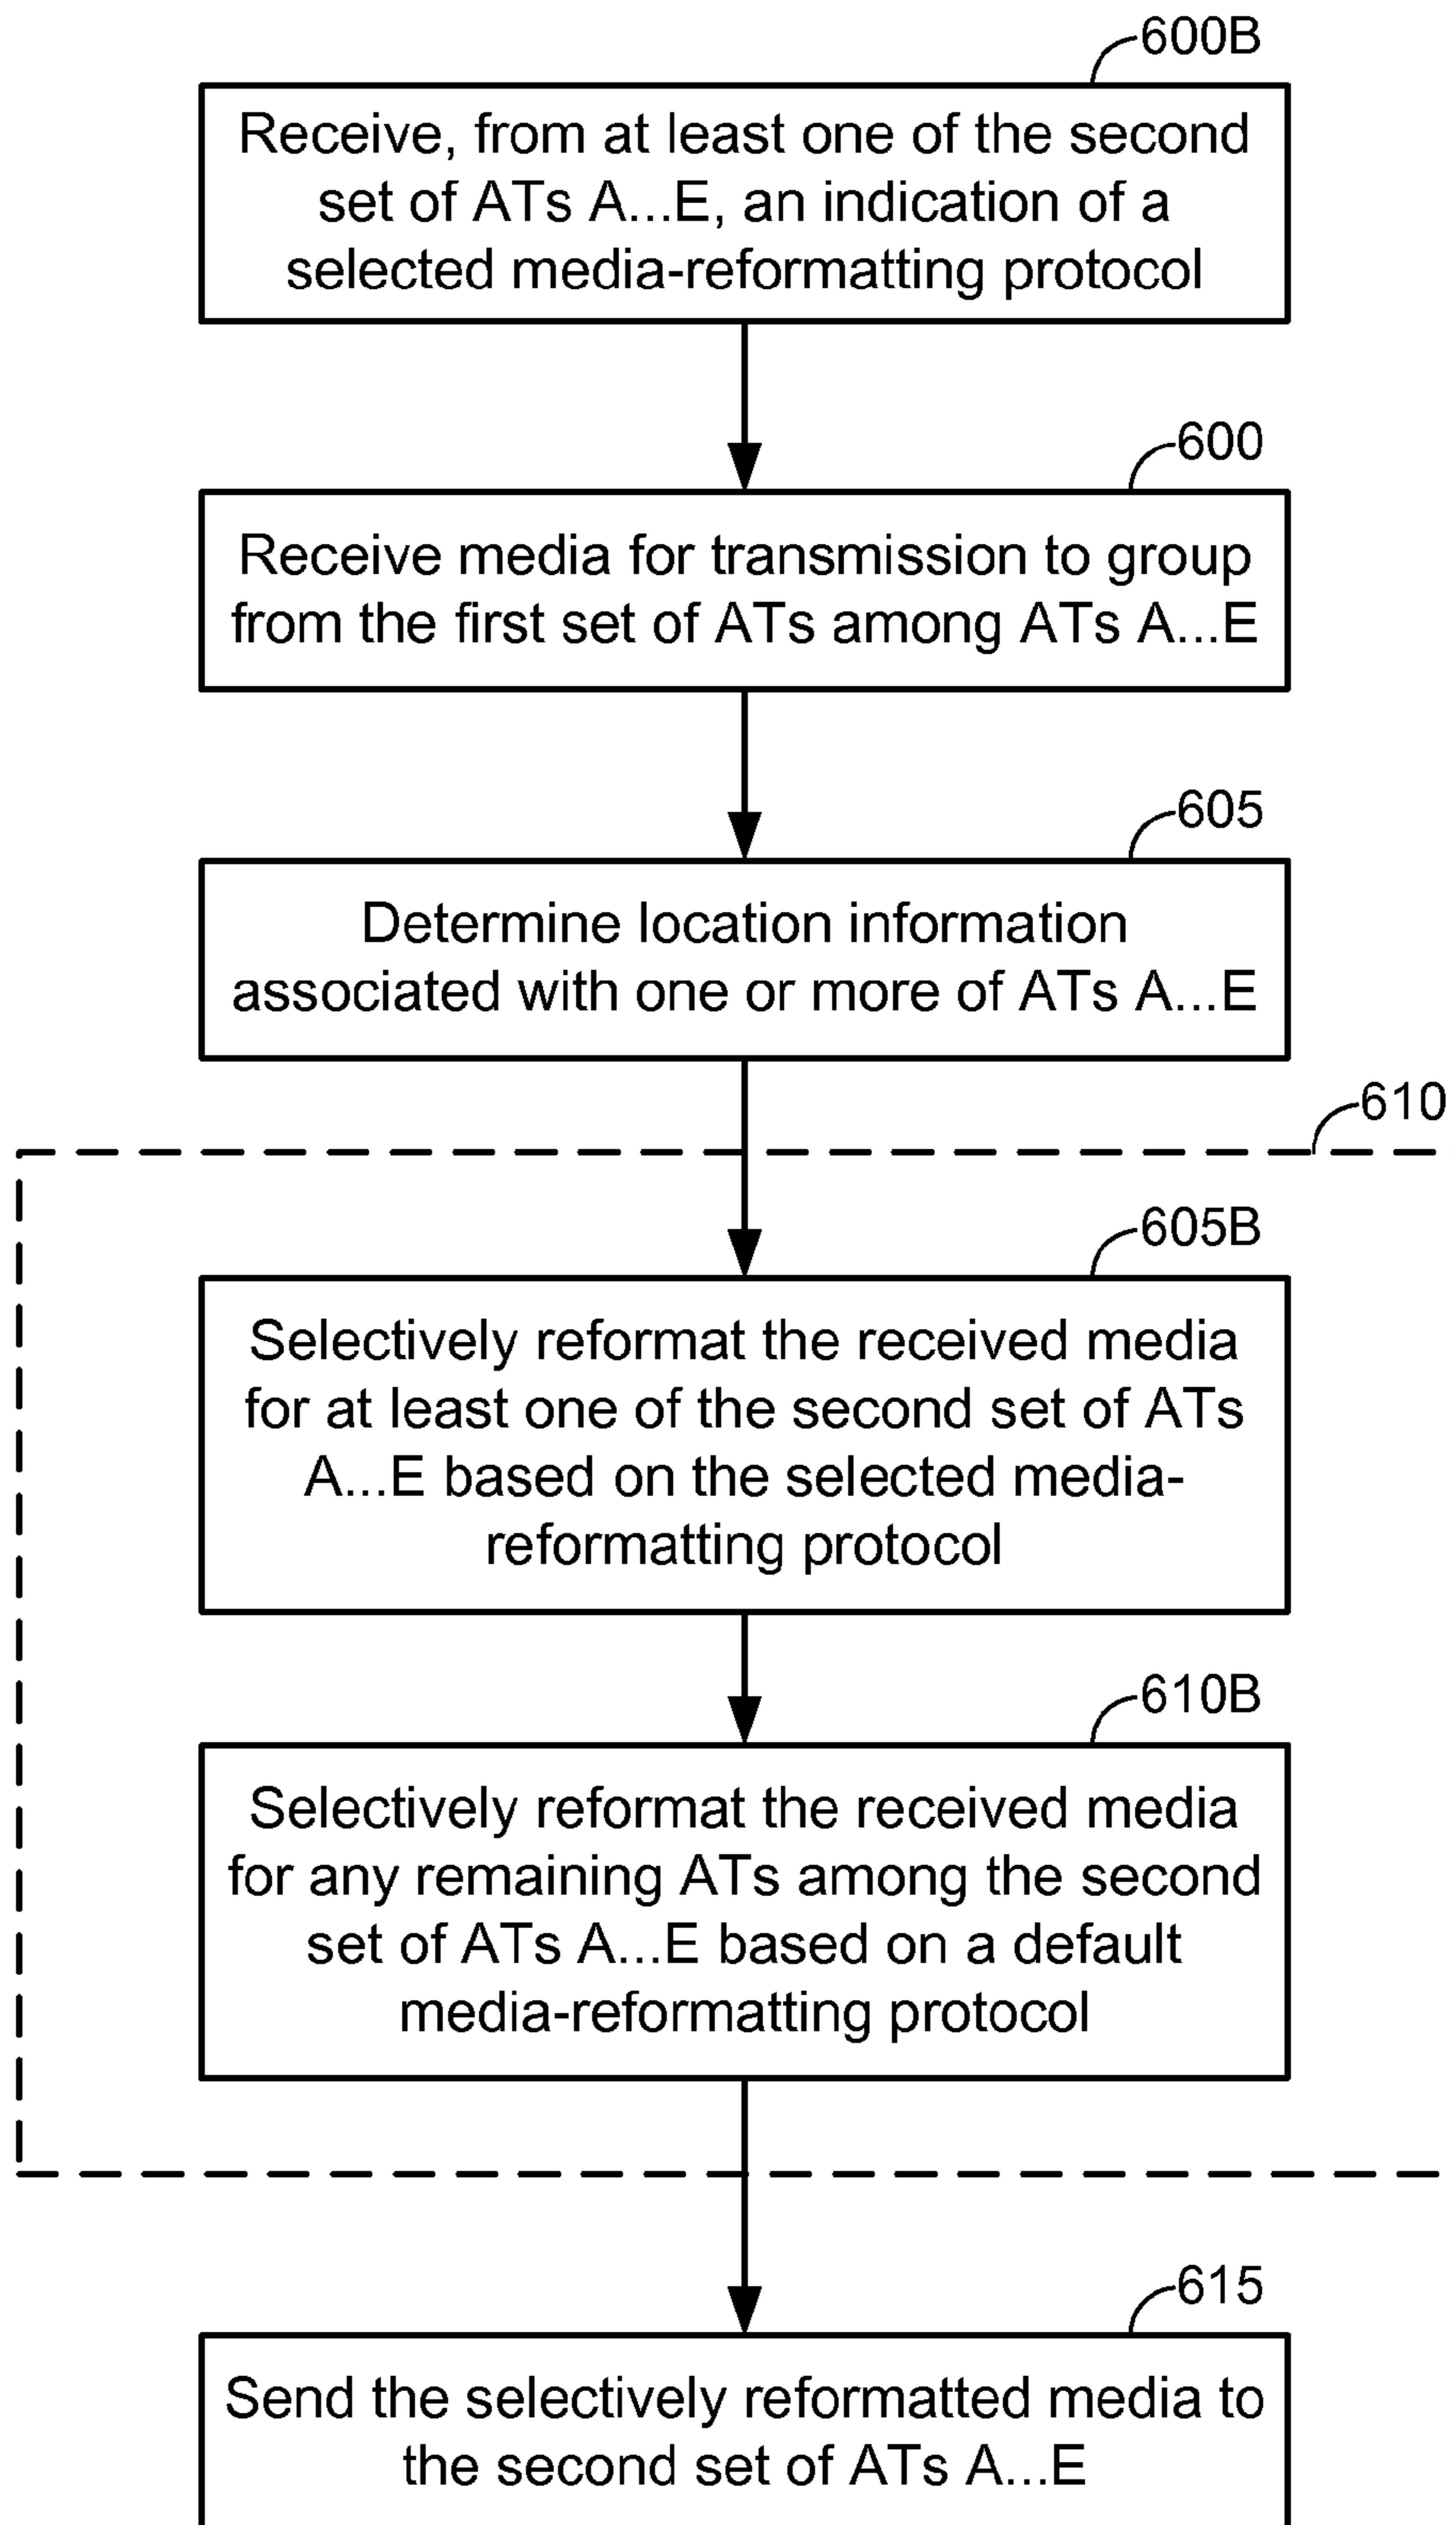 600B
Receive, from at least one of the second
set of ATs A...E, an indication of a
selected media-reformatting protocol
600
Receive media for transmission to group
from the first set of ATs among ATs A...E
605
Determine location information
associated with one or more of ATs A...E
610
605B
Selectively reformat the received media
for at least one of the second set of ATs
A...E based on the selected media-
reformatting protocol
610B
Selectively reformat the received media
for any remaining ATs among the second
set of ATs A...E based on a default
media-reformatting protocol
615
Send the selectively reformatted media to
the second set of ATs A...E